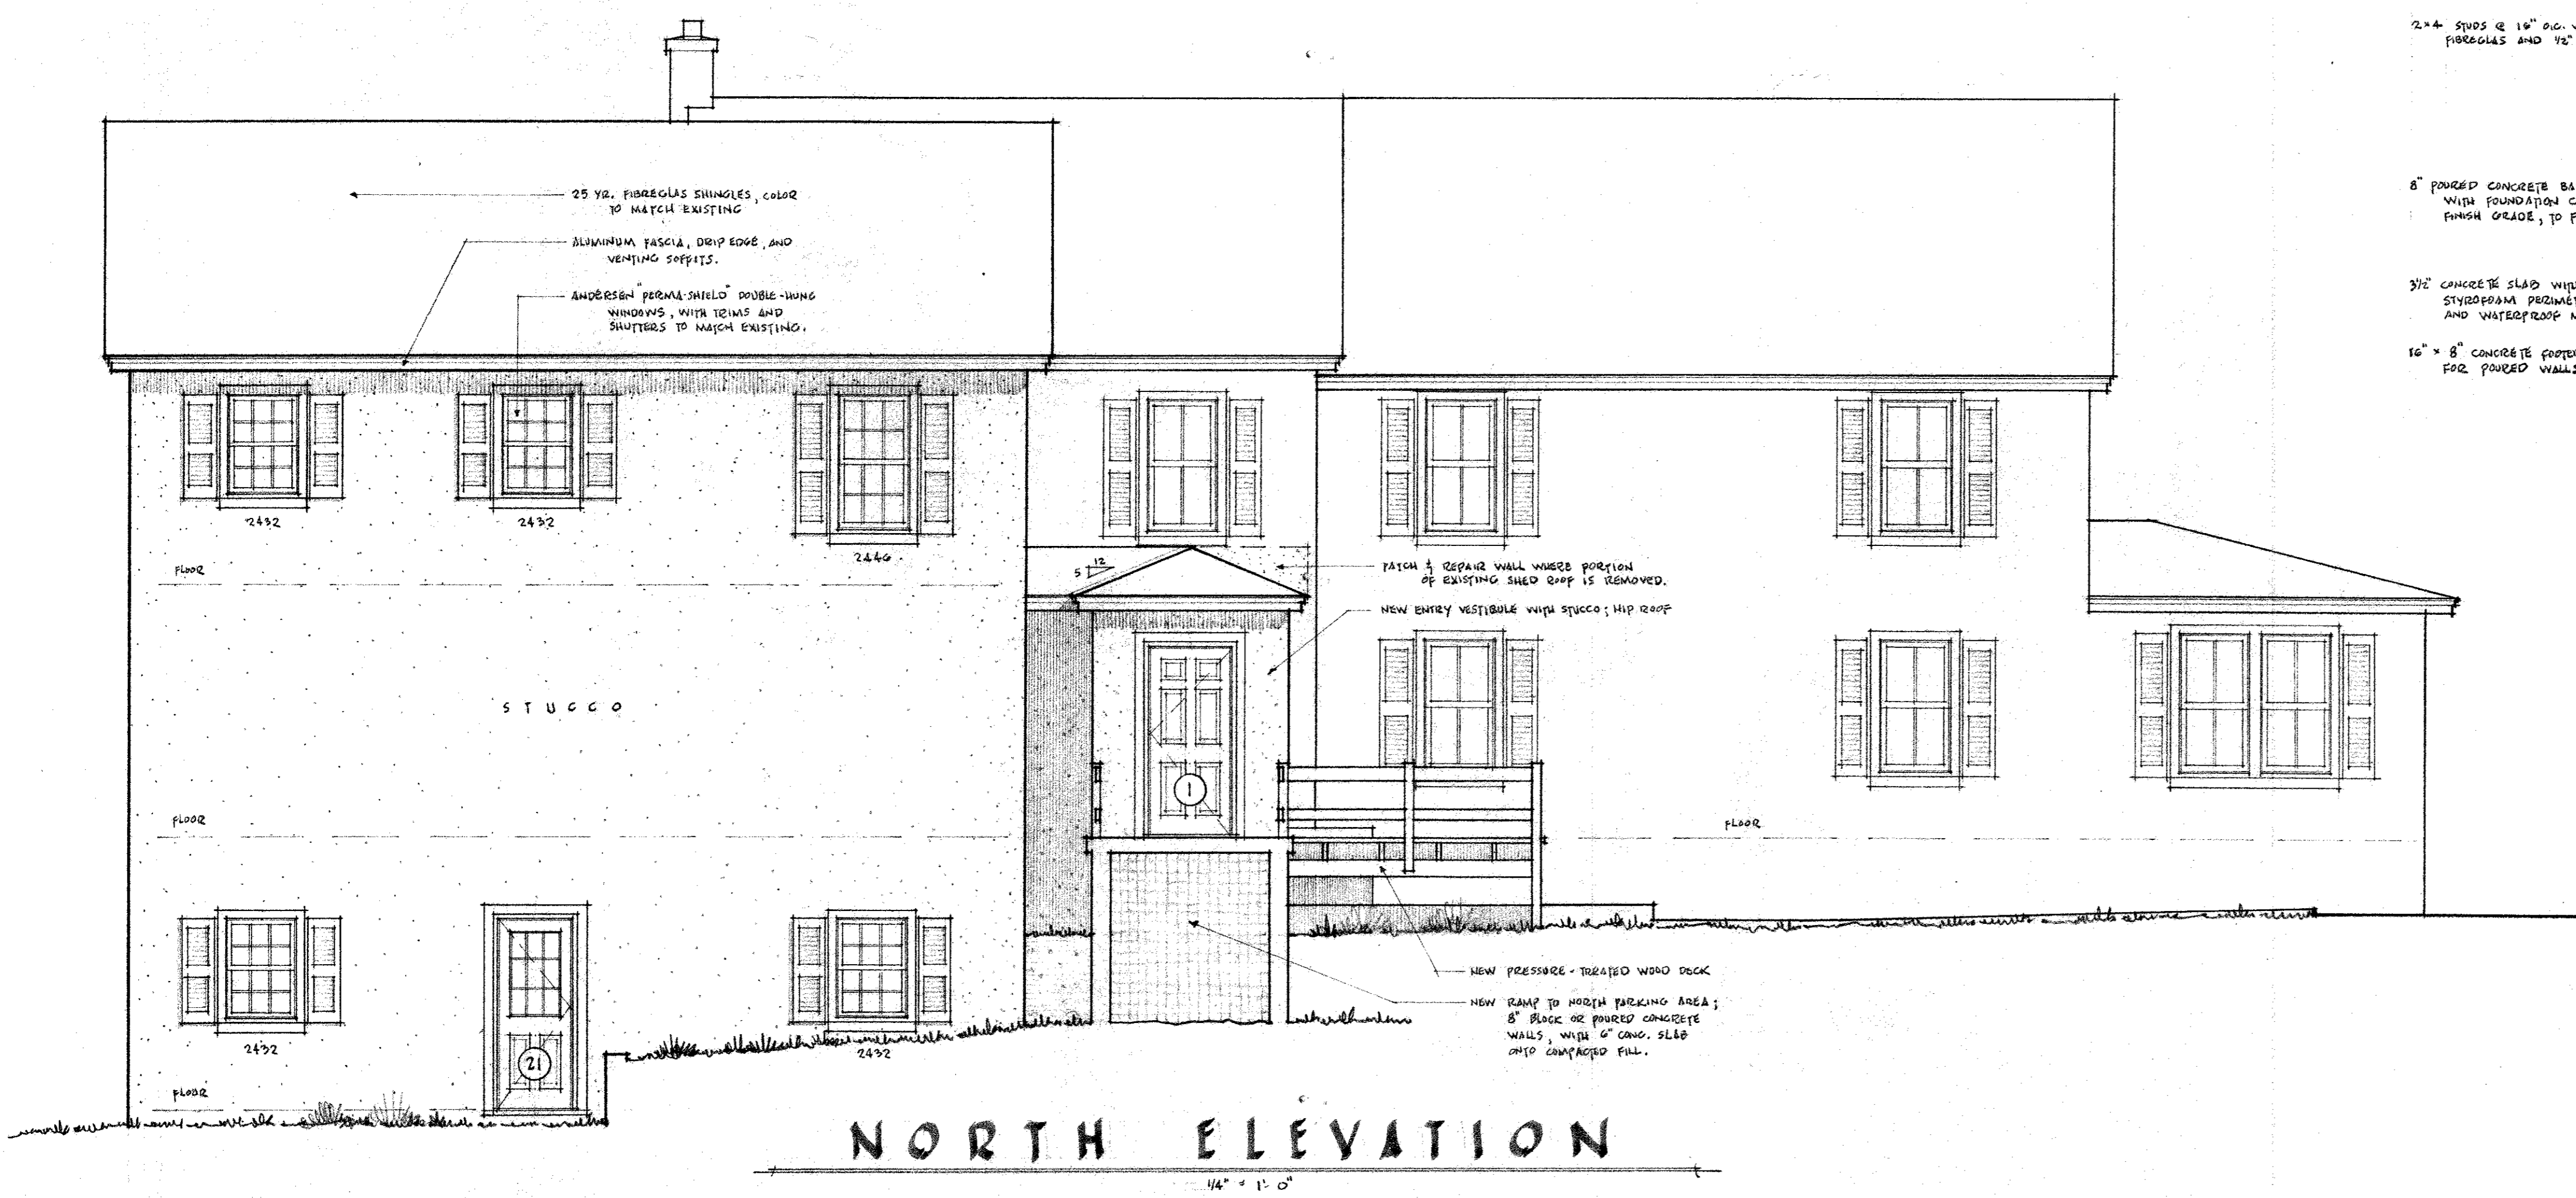 2x4 STUDS @ 16" O.C.
FIBREGLAS AND 1/2"
25 YR. FIBREGLAS SHINGLES, COLOR
TO MATCH EXISTING
8" POURED CONCRETE
WITH FOUNDATION
FINISH GRADE, TO
ALUMINUM FASCIA, DRIP EDGE, AND
VENTING SOFFITS.
3 1/2" CONCRETE SLAB
STYROFOAM
AND WATERPROOF
ANDERSEN "PERMA-SHIELD" DOUBLE-HUNG
WINDOWS, WITH TRIMS AND
SHUTTERS TO MATCH EXISTING.
16" x 8" CONCRETE
FOR POURED WALLS
2432
2432
2446
FLOOR
5
12
PATCH & REPAIR WALL WHERE PORTION
OF EXISTING SHED ROOF IS REMOVED.
NEW ENTRY VESTIBULE WITH STUCCO; HIP ROOF
STUCCO
1
FLOOR
FLOOR
NEW PRESSURE-TREATED WOOD DECK
NEW RAMP TO NORTH PARKING AREA;
8" BLOCK OR POURED CONCRETE
WALLS, WITH 6" CONC. SLAB
ONTO COMPACTED FILL.
2432
2432
21
FLOOR
NORTH ELEVATION
1/4" = 1'-0"